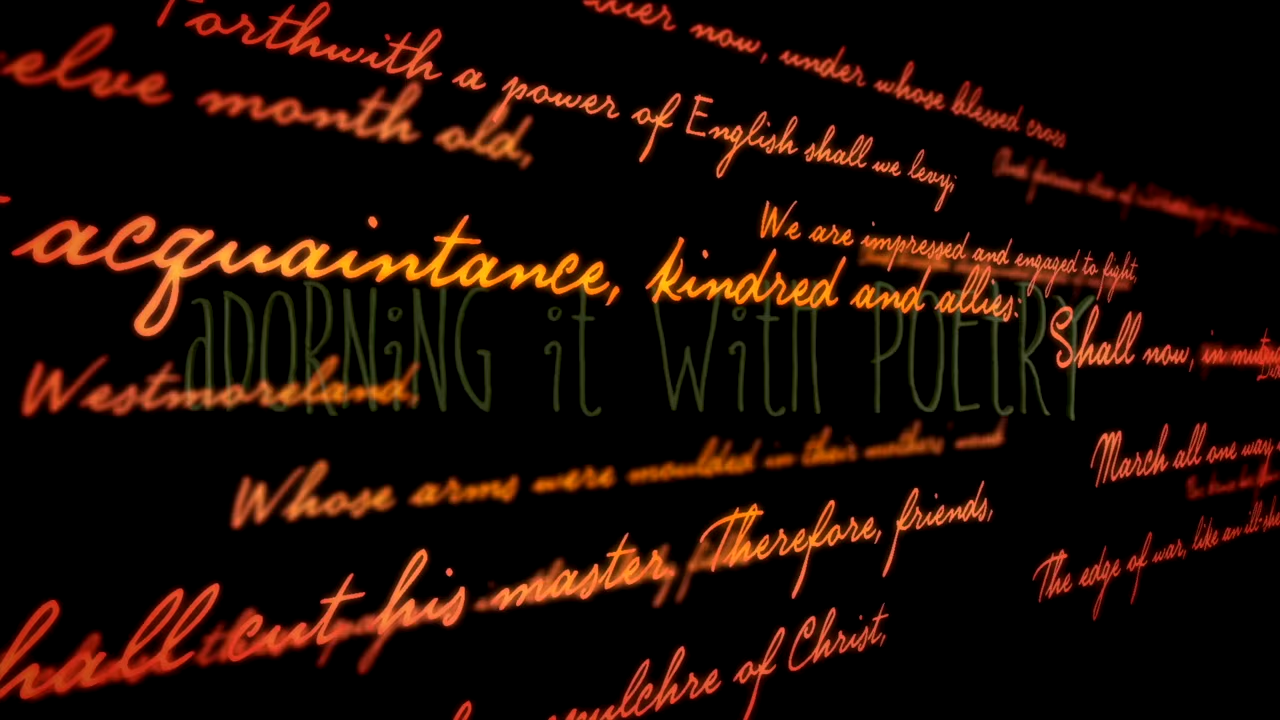 now, under whose blessed cross
Forthwith a power of English shall we levy;
twelve month old,
We are impressed and engaged to fight,
acquaintance, kindred and allies:
ADORNiNG it WitH POEtRY
Shall now, in
Westmoreland,
March all one way
Whose arms were moulded in their mothers' womb
The edge of war, like an
shall cut his master. Therefore, friends,
of Christ,